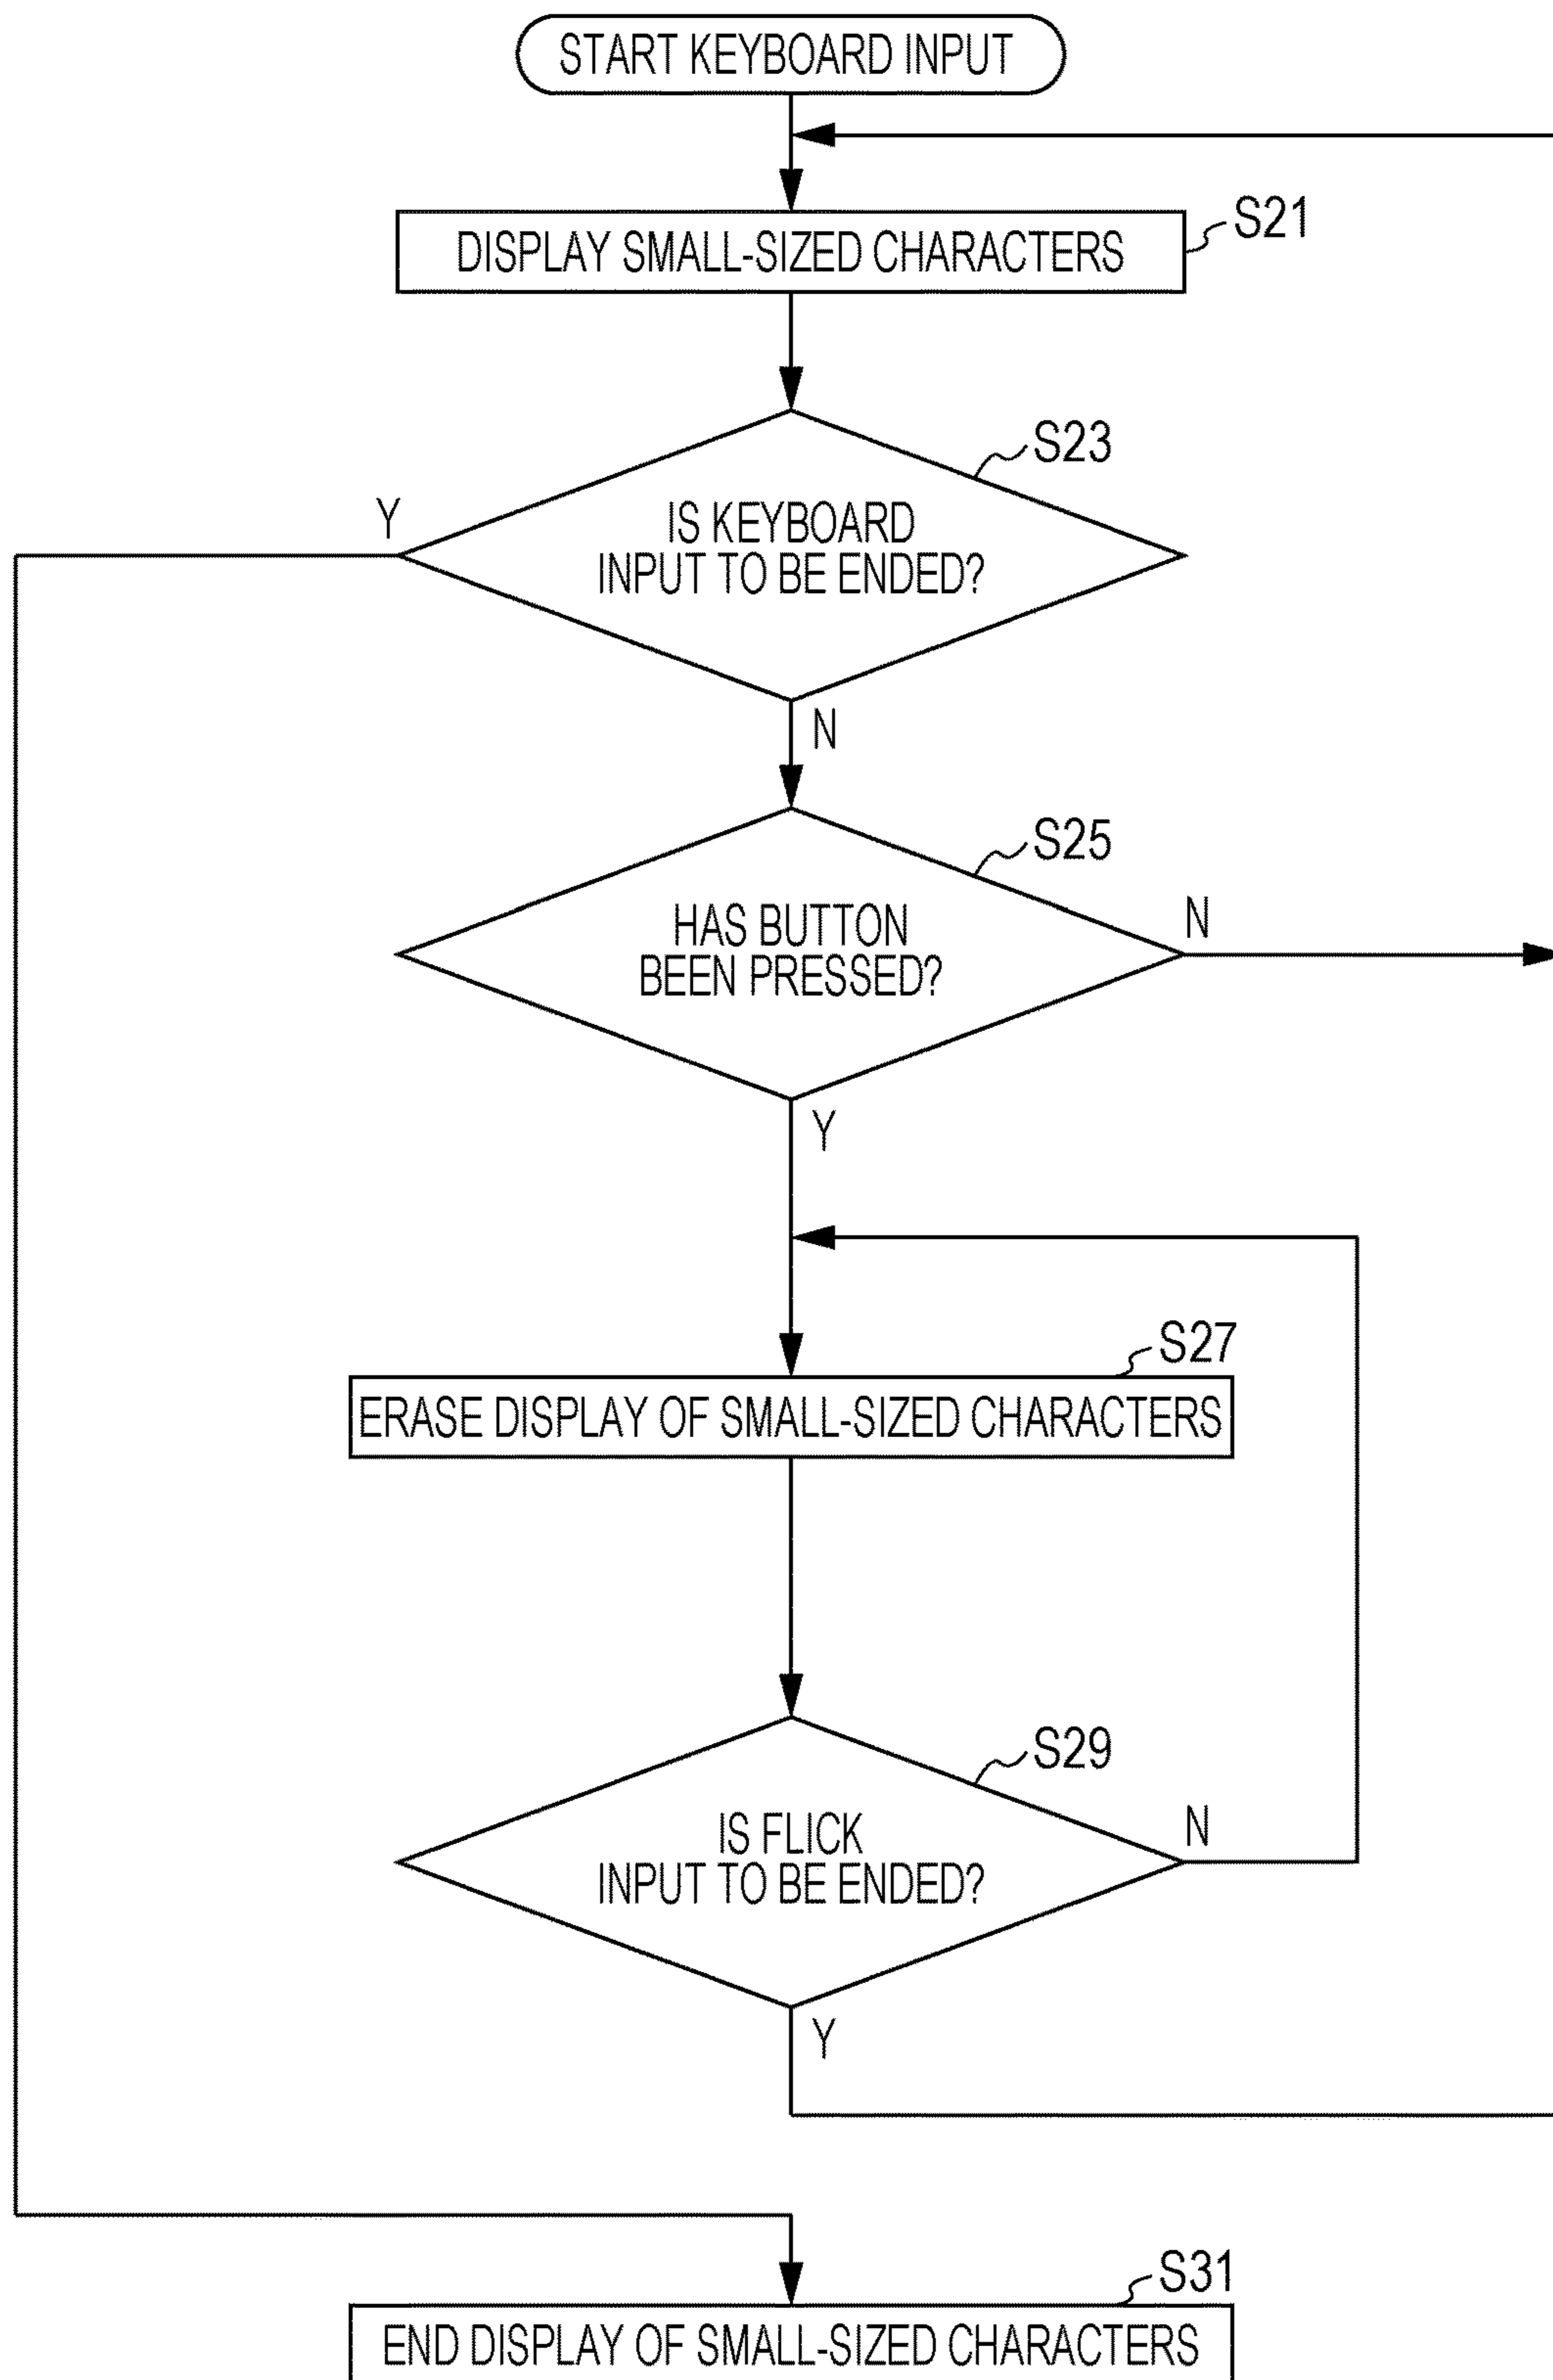 START KEYBOARD INPUT
S21
DISPLAY SMALL-SIZED CHARACTERS
S23
Y
IS KEYBOARD
INPUT TO BE ENDED?
N
S25
N
HAS BUTTON
BEEN PRESSED?
Y
S27
ERASE DISPLAY OF SMALL-SIZED CHARACTERS
S29
N
IS FLICK
INPUT TO BE ENDED?
Y
S31
END DISPLAY OF SMALL-SIZED CHARACTERS